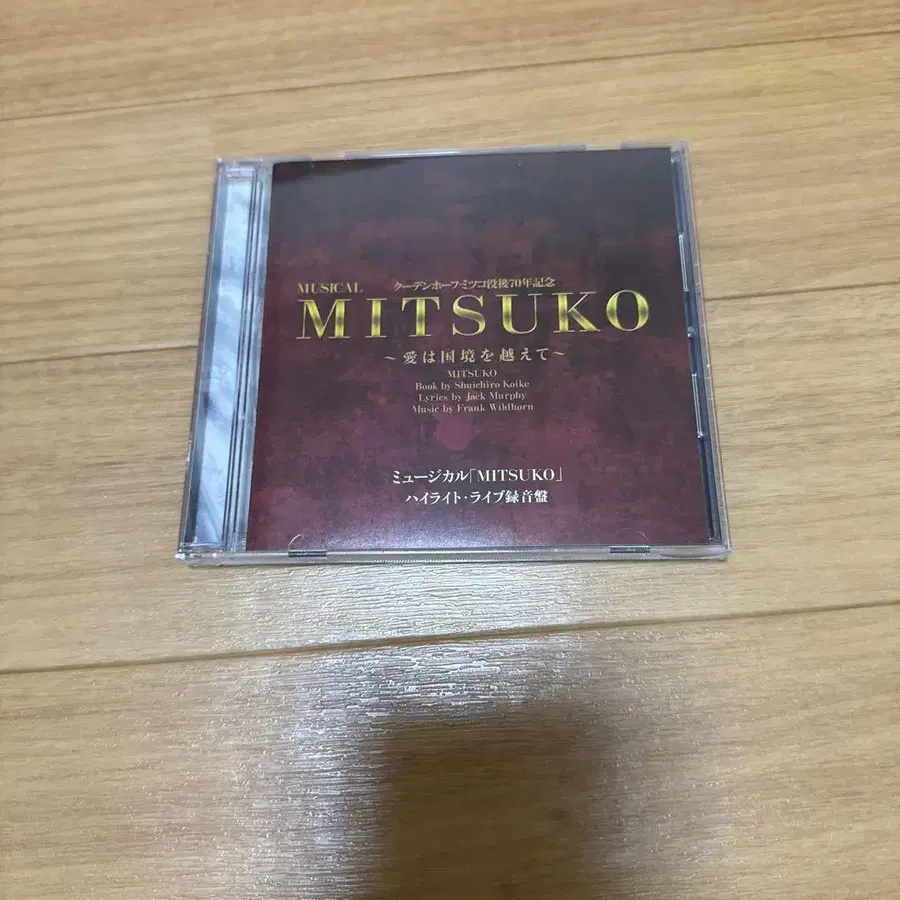 MUSICAL クーデンホーフ・ミツコ没後70年記念
MITSUKO
～愛は国境を越えて～
MITSUKO
Book by Shuichiro Koike
Lyrics by Jack Murphy
Music by Frank Wildhorn
ミュージカル「MITSUKO」
ハイライト・ライブ録音盤